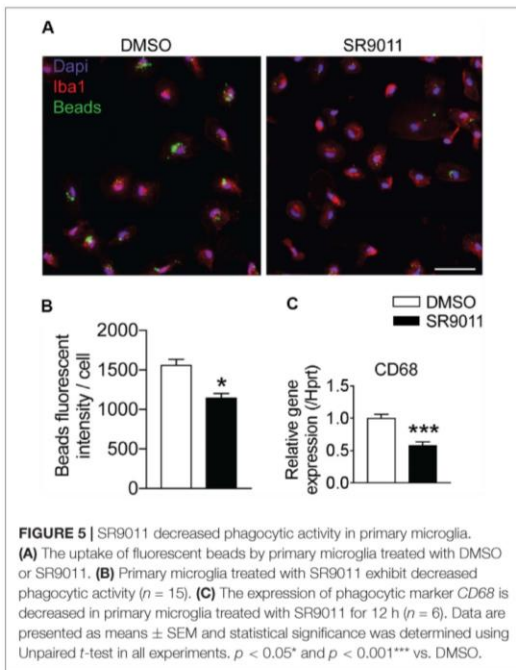 A
DMSO
SR9011
Dapi
Iba1
Beads
B
Beads fluorescent
intensity / cell
2000
1500
1000
500
0
*
C
DMSO
SR9011
CD68
Relative gene
expression (/Hprt)
1.5
1.0
0.5
0.0
***
FIGURE 5 | SR9011 decreased phagocytic activity in primary microglia.
(A) The uptake of fluorescent beads by primary microglia treated with DMSO
or SR9011. (B) Primary microglia treated with SR9011 exhibit decreased
phagocytic activity (n = 15). (C) The expression of phagocytic marker CD68 is
decreased in primary microglia treated with SR9011 for 12 h (n = 6). Data are
presented as means ± SEM and statistical significance was determined using
Unpaired t-test in all experiments. p < 0.05* and p < 0.001*** vs. DMSO.